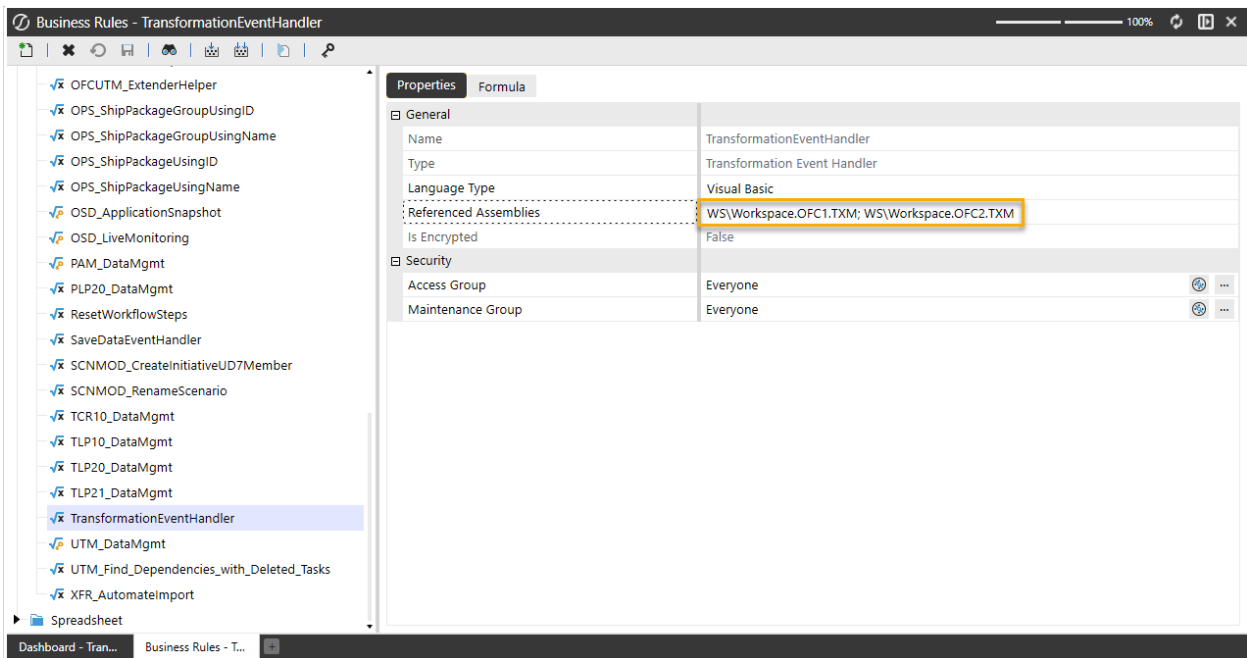 Business Rules - TransformationEventHandler
100%
OFCUTM_ExtenderHelper
OPS_ShipPackageGroupUsingID
OPS_ShipPackageGroupUsingName
OPS_ShipPackageUsingID
OPS_ShipPackageUsingName
OSD_ApplicationSnapshot
OSD_LiveMonitoring
PAM_DataMgmt
PLP20_DataMgmt
ResetWorkflowSteps
SaveDataEventHandler
SCNMOD_CreateInitiativeUD7Member
SCNMOD_RenameScenario
TCR10_DataMgmt
TLP10_DataMgmt
TLP20_DataMgmt
TLP21_DataMgmt
TransformationEventHandler
UTM_DataMgmt
UTM_Find_Dependencies_with_Deleted_Tasks
XFR_AutomateImport
Spreadsheet
Properties Formula
General
Name TransformationEventHandler
Type Transformation Event Handler
Language Type Visual Basic
Referenced Assemblies WS\Workspace.OFC1.TXM; WS\Workspace.OFC2.TXM
Is Encrypted False
Security
Access Group Everyone ...
Maintenance Group Everyone ...
Dashboard - Tran... Business Rules - T...